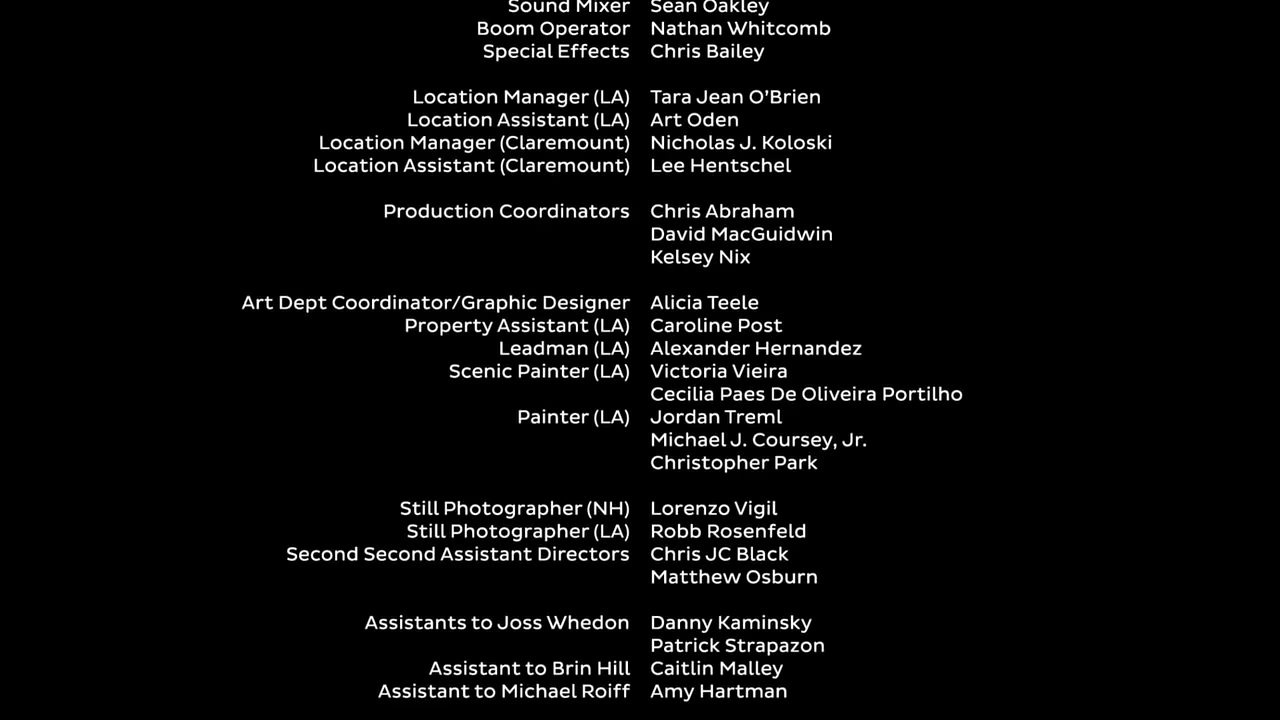 Sound Mixer Sean Oakley
Boom Operator Nathan Whitcomb
Special Effects Chris Bailey
Location Manager (LA) Tara Jean O’Brien
Location Assistant (LA) Art Oden
Location Manager (Claremount) Nicholas J. Koloski
Location Assistant (Claremount) Lee Hentschel
Production Coordinators Chris Abraham
David MacGuidwin
Kelsey Nix
Art Dept Coordinator/Graphic Designer Alicia Teele
Property Assistant (LA) Caroline Post
Leadman (LA) Alexander Hernandez
Scenic Painter (LA) Victoria Vieira
Cecilia Paes De Oliveira Portilho
Painter (LA) Jordan Treml
Michael J. Coursey, Jr.
Christopher Park
Still Photographer (NH) Lorenzo Vigil
Still Photographer (LA) Robb Rosenfeld
Second Second Assistant Directors Chris JC Black
Matthew Osburn
Assistants to Joss Whedon Danny Kaminsky
Patrick Strapazon
Assistant to Brin Hill Caitlin Malley
Assistant to Michael Roiff Amy Hartman